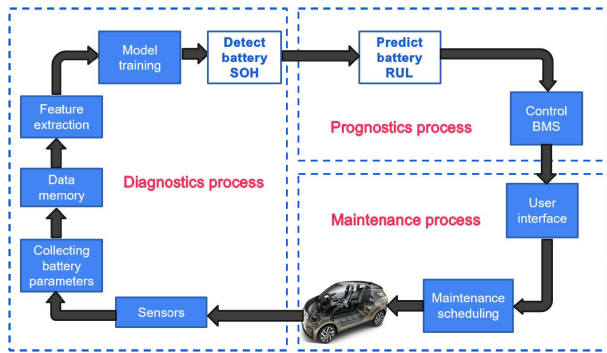 Model
training
Detect
battery
SOH
Predict
battery
RUL
Feature
extraction
Control
BMS
Prognostics process
Data
memory
Diagnostics process
User
interface
Maintenance process
Collecting
battery
parameters
Sensors
Maintenance
scheduling